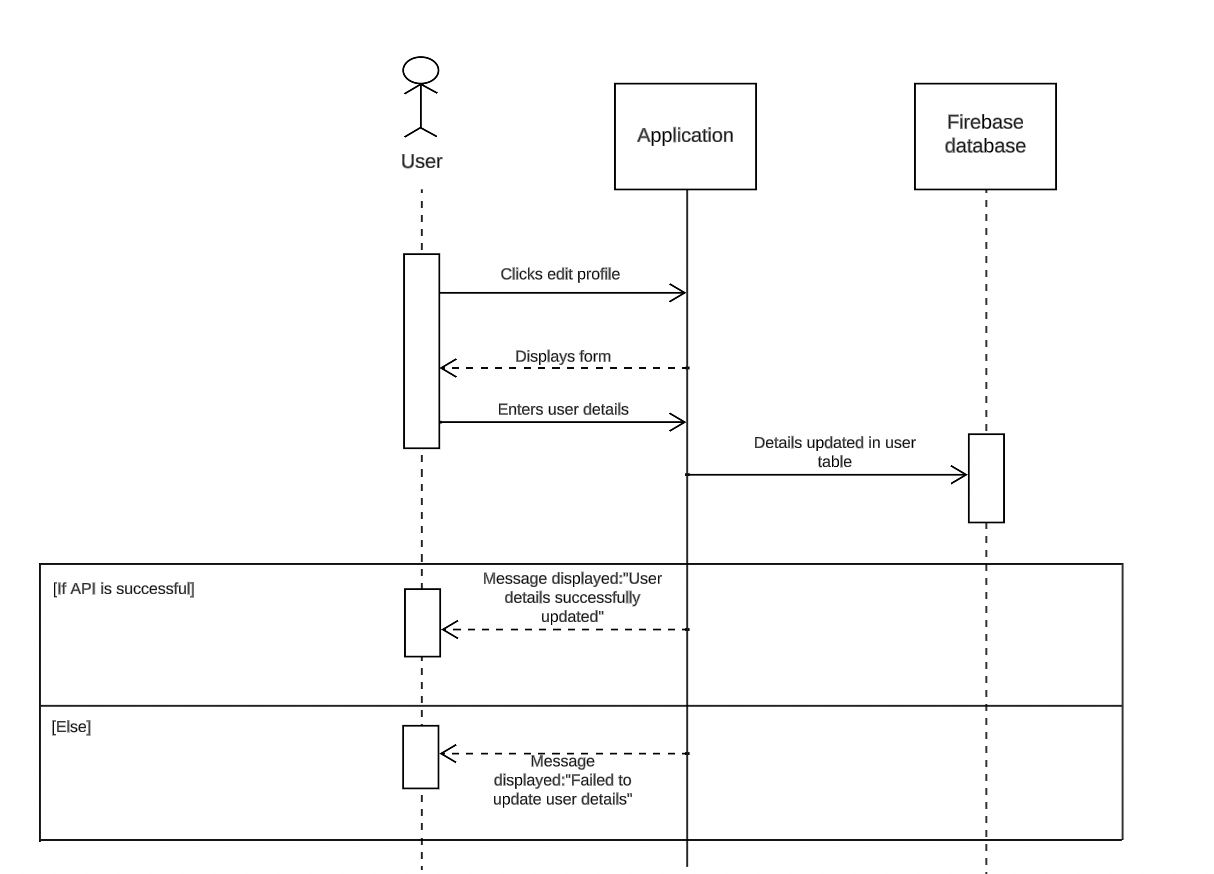 User
Application
Firebase
database
Clicks edit profile
Displays form
Enters user details
Details updated in user
table
[If API is successful]
Message displayed:"User
details successfully
updated"
[Else]
Message
displayed:"Failed to
update user details"